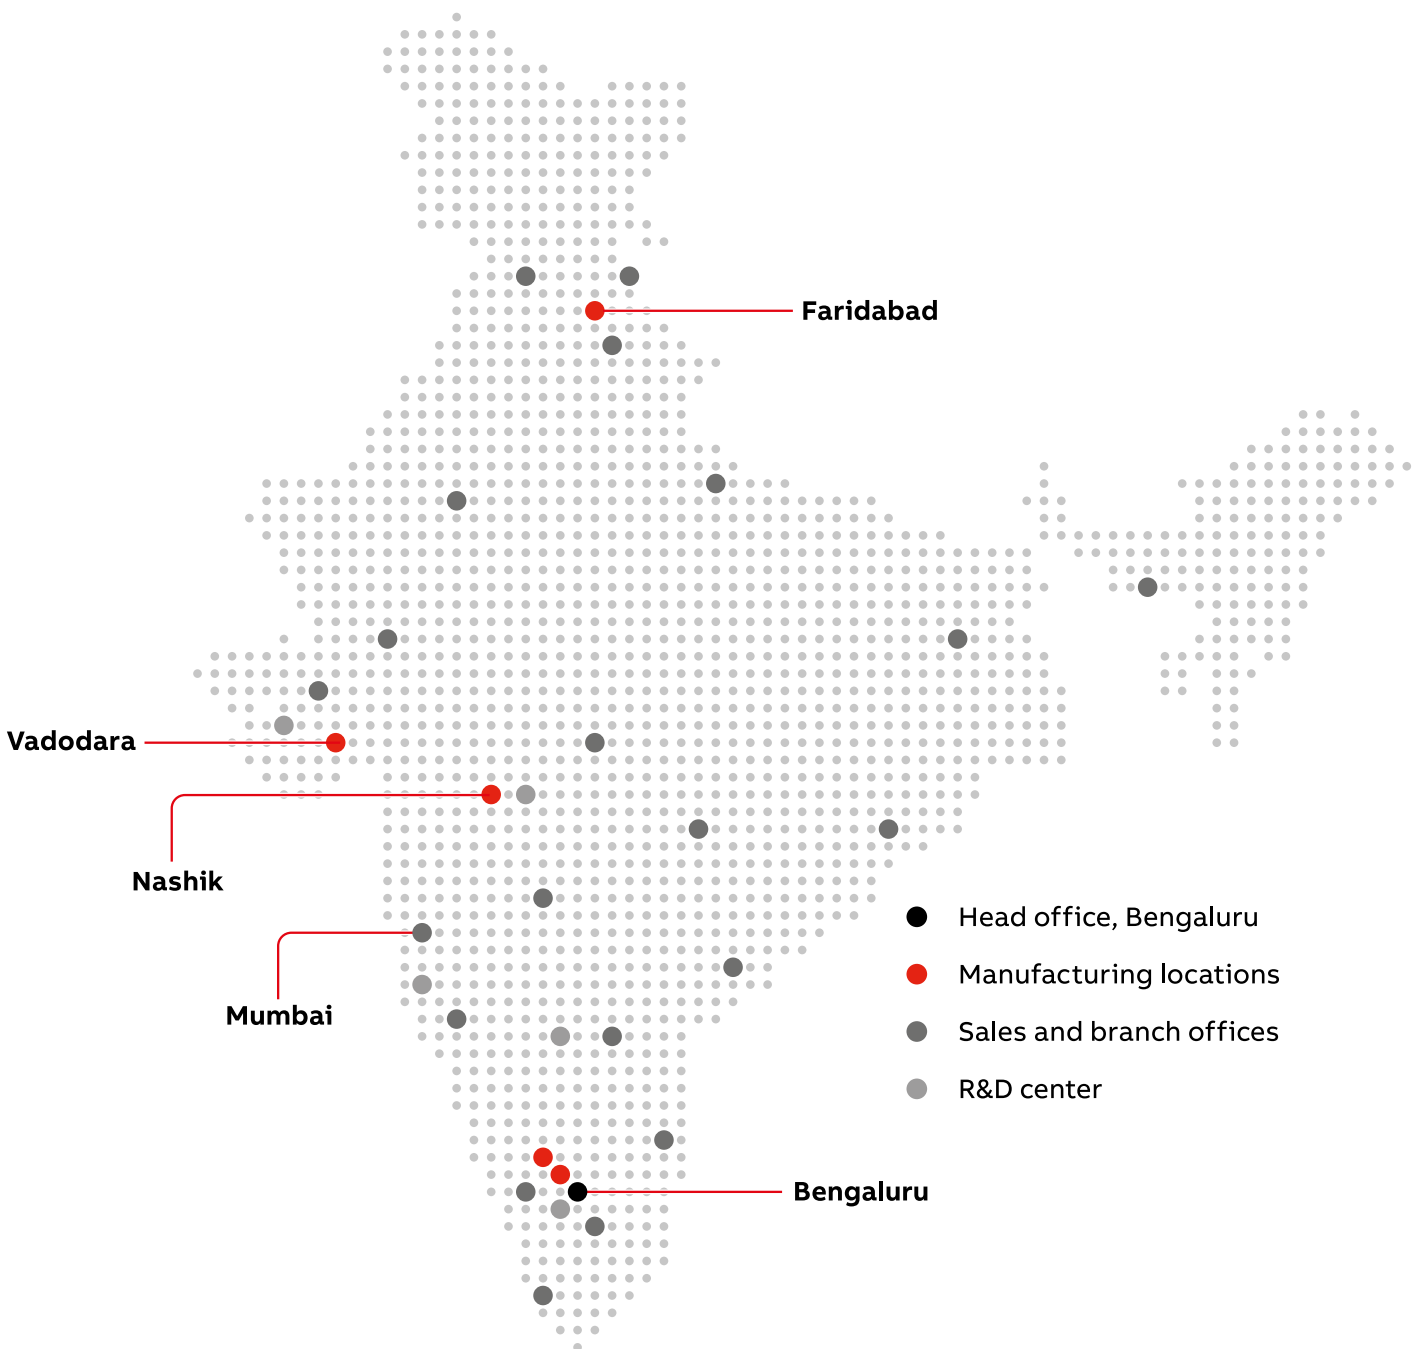 Faridabad
Vadodara
Nashik
Mumbai
Head office, Bengaluru
Manufacturing locations
Sales and branch offices
R&D center
Bengaluru